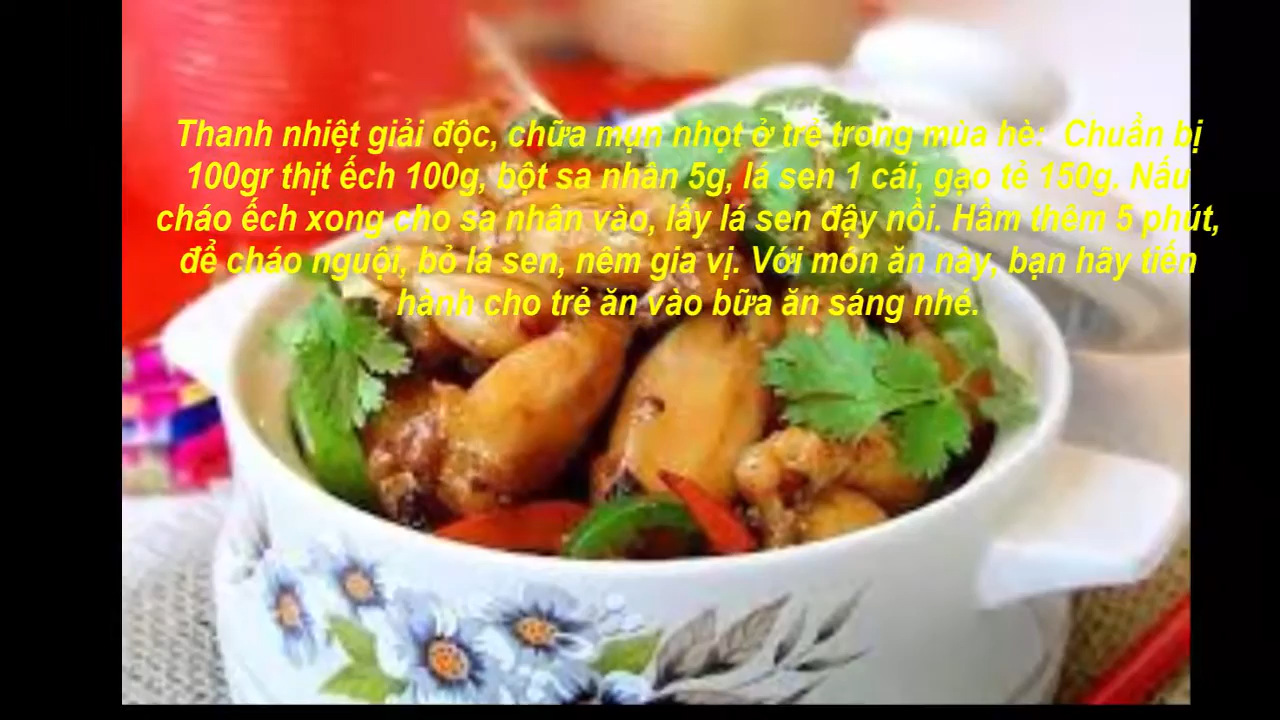 Thanh nhiệt giải độc, chữa mụn nhọt ở trẻ trong mùa hè:  Chuẩn bị
100gr thịt ếch 100g, bột sa nhân 5g, lá sen 1 cái, gạo tẻ 150g. Nấu
cháo ếch xong cho sa nhân vào, lấy lá sen đậy nồi. Hầm thêm 5 phút,
để cháo nguội, bỏ lá sen, nêm gia vị. Với món ăn này, bạn hãy tiến
hành cho trẻ ăn vào bữa ăn sáng nhé.